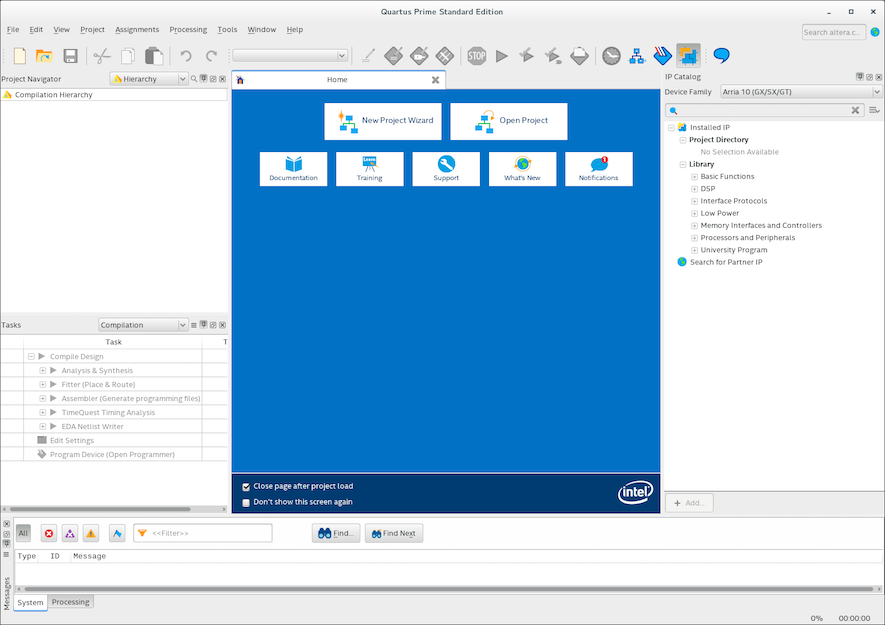 Quartus Prime Standard Edition
File Edit View Project Assignments Processing Tools Window Help
Search altera.c...
STOP
Project Navigator
Hierarchy
Compilation Hierarchy
Home
New Project Wizard
Open Project
Learn
Documentation
Training
Support
What's New
1
Notifications
Close page after project load
Don't show this screen again
intel
IP Catalog
Device Family
Arria 10 (GX/SX/GT)
Installed IP
Project Directory
No Selection Available
Library
Basic Functions
DSP
Interface Protocols
Low Power
Memory Interfaces and Controllers
Processors and Peripherals
University Program
Search for Partner IP
Add...
Tasks
Compilation
Task
T
Compile Design
Analysis & Synthesis
Fitter (Place & Route)
Assembler (Generate programming files)
TimeQuest Timing Analysis
EDA Netlist Writer
Edit Settings
Program Device (Open Programmer)
All
<<Filter>>
Find...
Find Next
Type ID Message
Messages
System
Processing
0% 00:00:00